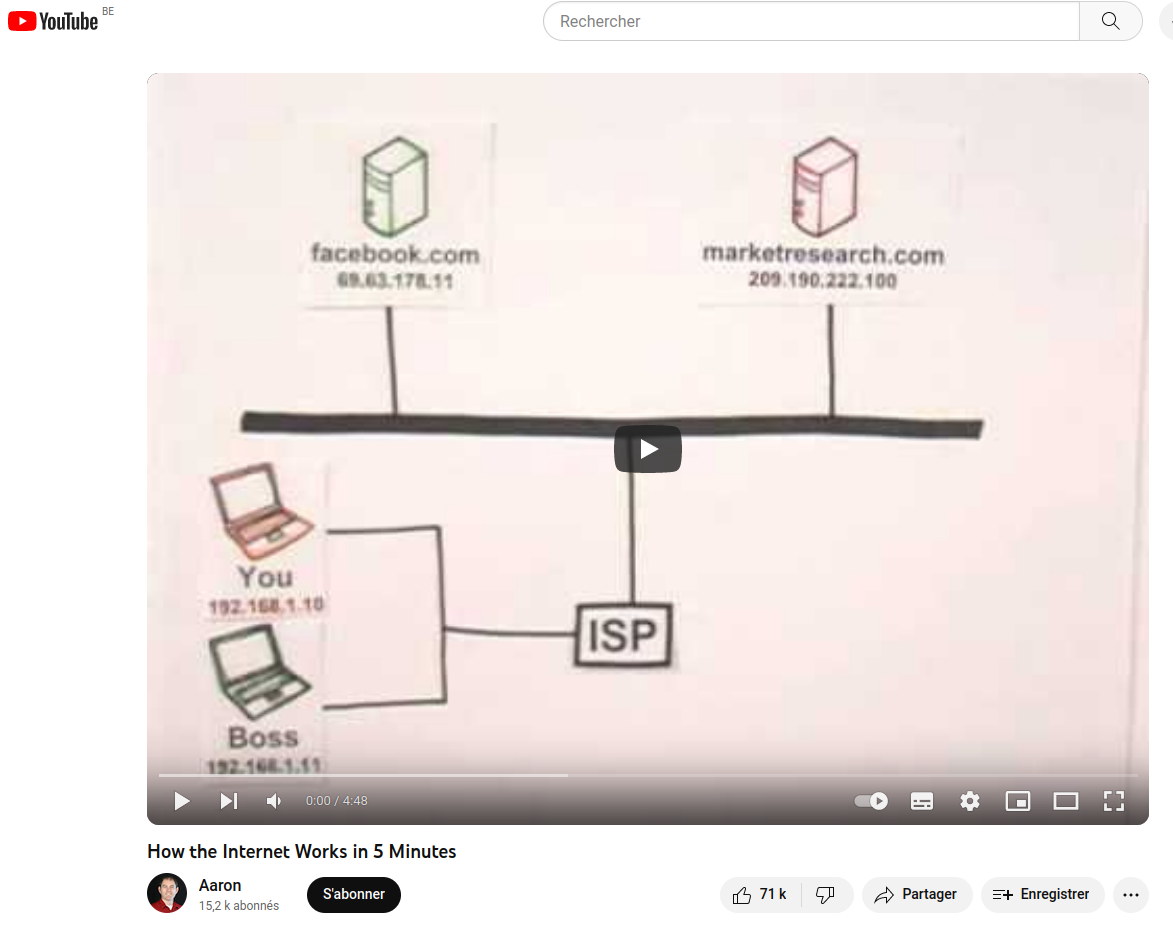 YouTube BE
Rechercher
facebook.com
69.63.178.11
marketresearch.com
209.190.222.100
You
192.168.1.10
ISP
Boss
192.168.1.11
0:00 / 4:48
How the Internet Works in 5 Minutes
Aaron
15,2 k abonnés
S'abonner
71 k
Partager
Enregistrer